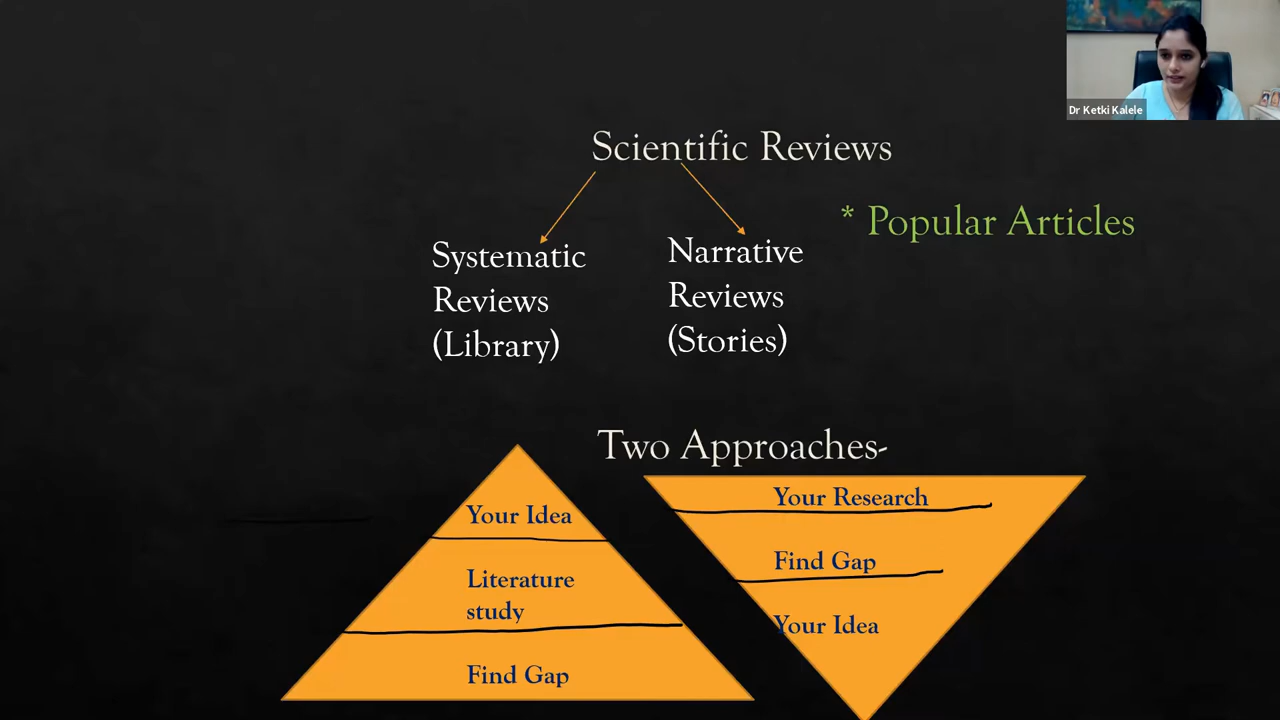 Dr Ketki Kalele
Scientific Reviews
* Popular Articles
Systematic
Reviews
(Library)
Narrative
Reviews
(Stories)
Two Approaches-
Your Idea
Literature
study
Find Gap
Your Research
Find Gap
Your Idea